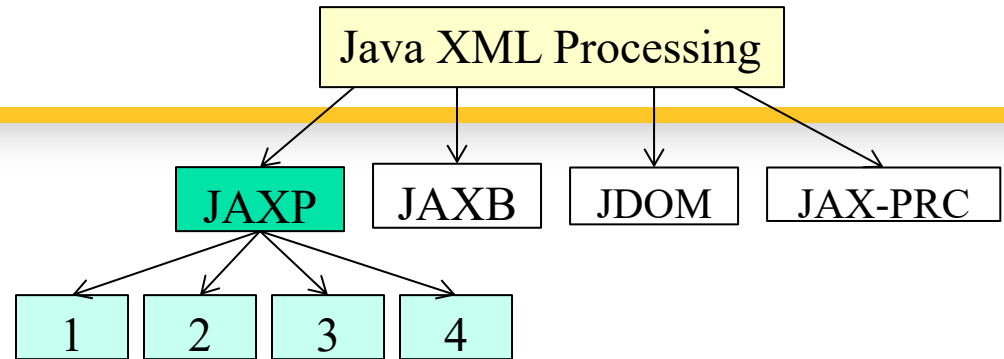 Java XML Processing
JAXP
JAXB
JDOM
JAX-PRC
1
2
3
4